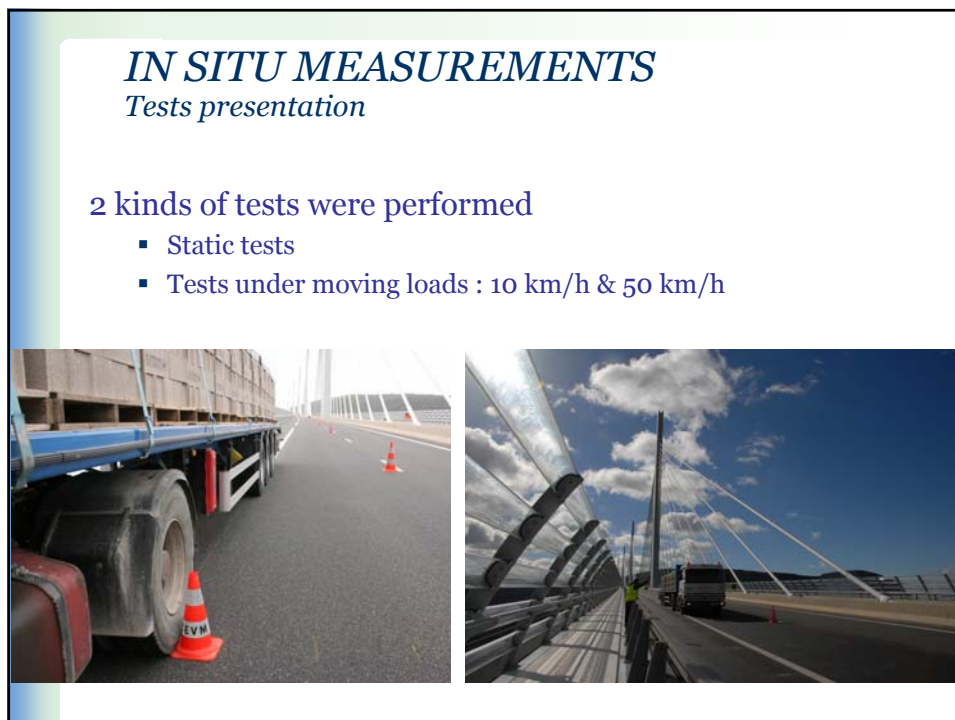 IN SITU MEASUREMENTS
Tests presentation
2 kinds of tests were performed
▪ Static tests
▪ Tests under moving loads : 10 km/h & 50 km/h
EVM